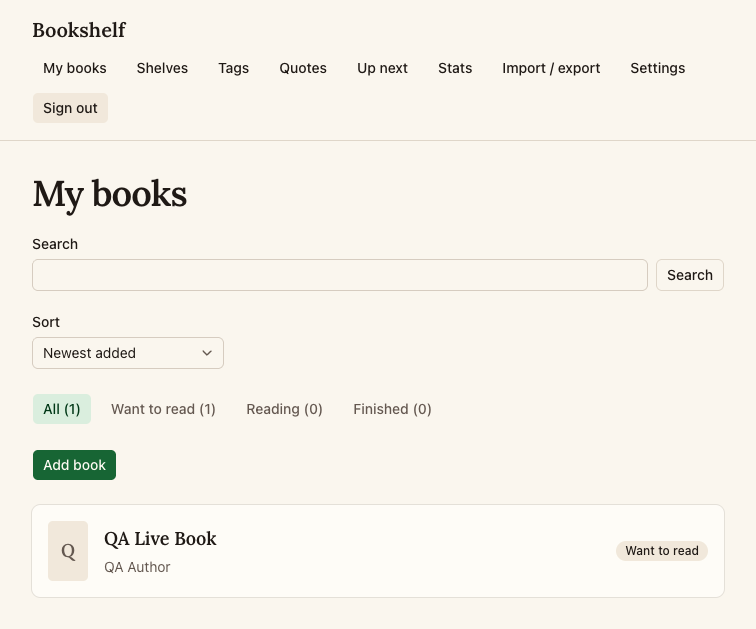 Bookshelf
My books Shelves Tags Quotes Up next Stats Import / export Settings
Sign out
My books
Search
Search
Sort
Newest added
All (1) Want to read (1) Reading (0) Finished (0)
Add book
Q
QA Live Book
QA Author
Want to read